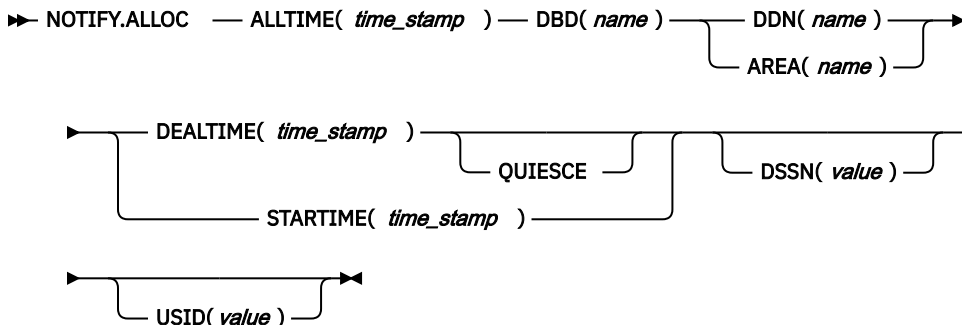 NOTIFY.ALLOC ALLTIME( time_stamp ) DBD( name ) DDN( name )
AREA( name )
DEALTIME( time_stamp )
QUIESCE DSSN( value )
STARTIME( time_stamp )
USID( value )